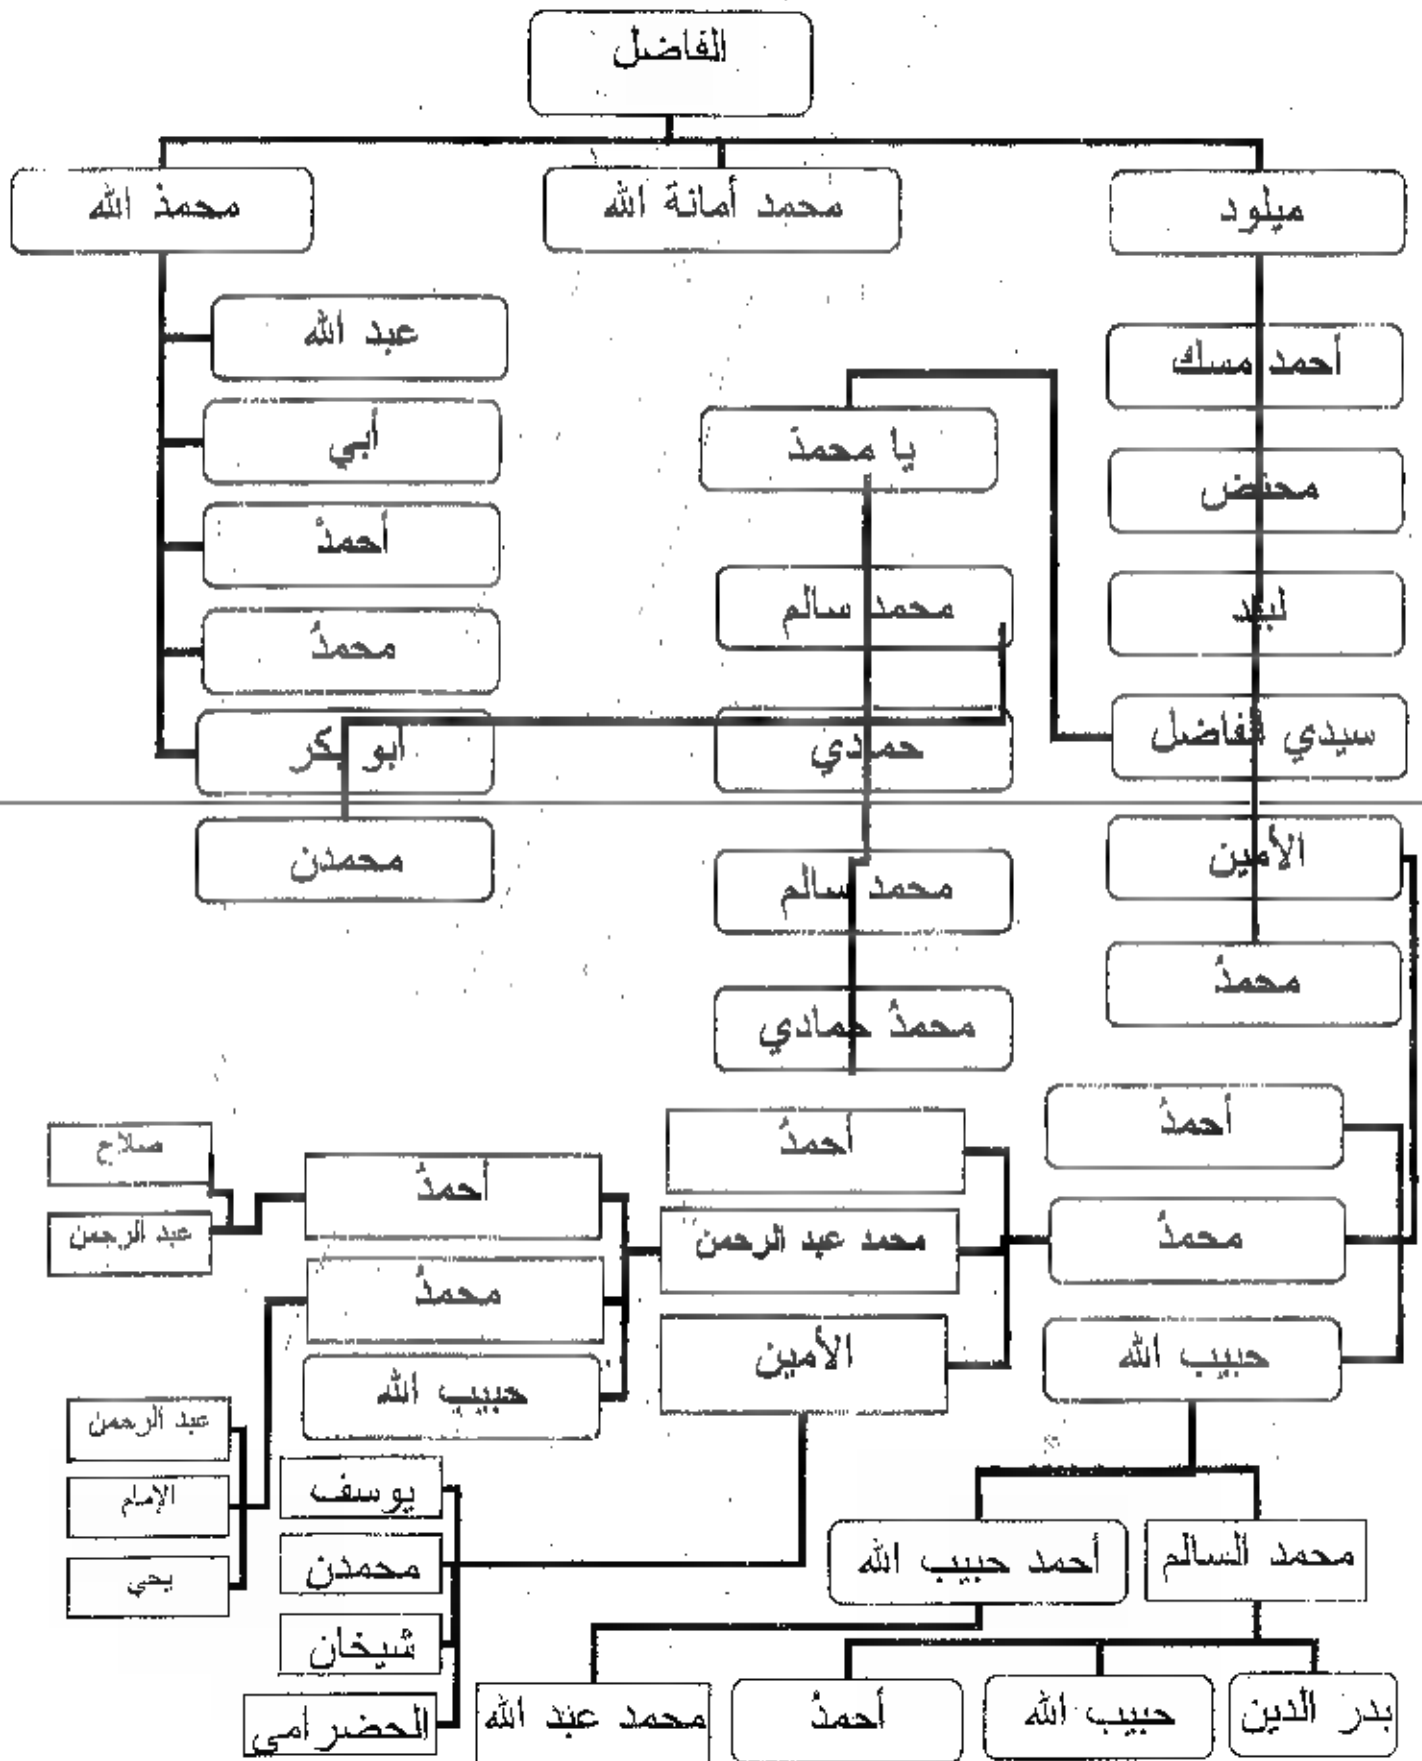 الفاضل
ميلود
محمد أمانة الله
محمذ الله
عبد الله
أبي
أحمذ
محمذ
أبو بكر
أحمد مسك
محنض
لبيد
سيدي الفاضل
الأمين
محمذ
يا محمذ
محمد سالم
حمادي
محمد سالم
محمذ حمادي
محمدن
أحمذ
محمذ
حبيب الله
أحمذ
محمد عبد الرحمن
الأمين
أحمذ
محمذ
حبيب الله
صلاح
عبد الرحمن
عبد الرحمن
الإمام
يحي
يوسف
محمدن
شيخان
الحضرامي
محمد السالم
أحمد حبيب الله
بدر الدين
حبيب الله
أحمذ
محمد عبد الله